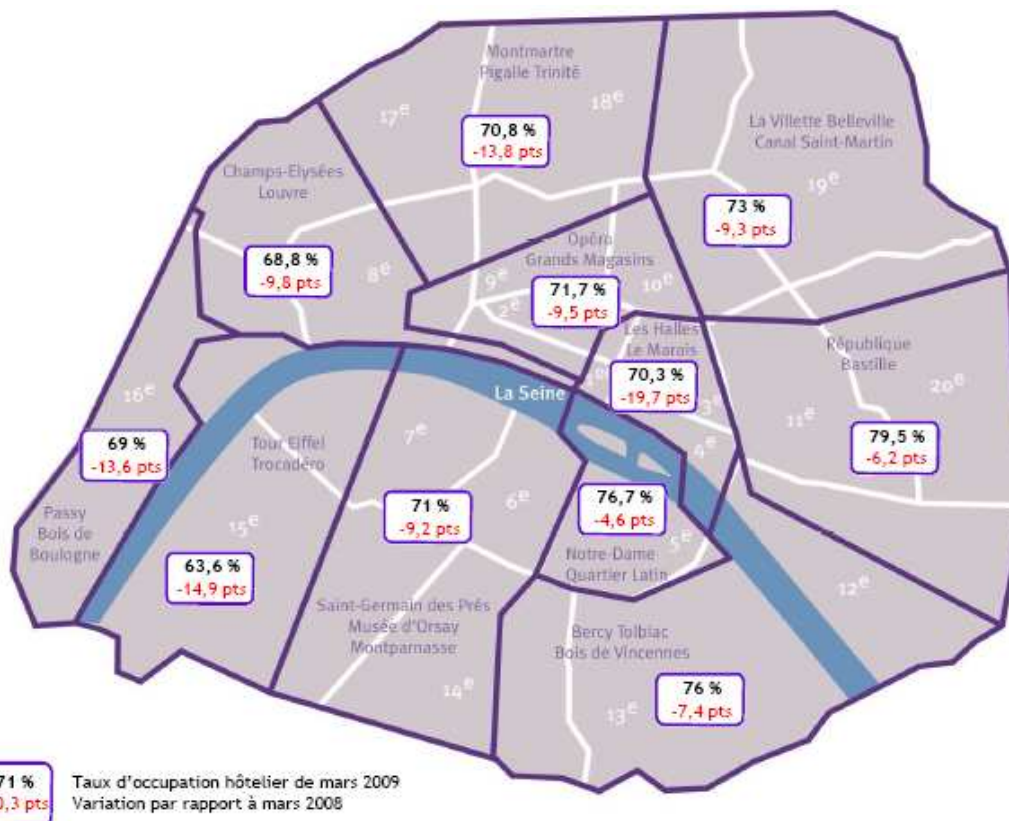 Montmartre
Pigalle Trinité
17e
18e
70,8 %
-13,8 pts
La Villette Belleville
Canal Saint-Martin
19e
73 %
-9,3 pts
Champs-Elysées
Louvre
8e
68,8 %
-9,8 pts
Opéra
Grands Magasins
9e
10e
2e
71,7 %
-9,5 pts
Les Halles
Le Marais
70,3 %
-19,7 pts
3e
4e
République
Bastille
20e
11e
79,5 %
-6,2 pts
La Seine
16e
69 %
-13,6 pts
Passy
Bois de
Boulogne
Tour Eiffel
Trocadéro
15e
63,6 %
-14,9 pts
7e
6e
71 %
-9,2 pts
Saint-Germain des Prés
Musée d'Orsay
Montparnasse
14e
76,7 %
-4,6 pts
5e
Notre-Dame
Quartier Latin
12e
Bercy Tolbiac
Bois de Vincennes
13e
76 %
-7,4 pts
71 %
0,3 pts
Taux d'occupation hôtelier de mars 2009
Variation par rapport à mars 2008